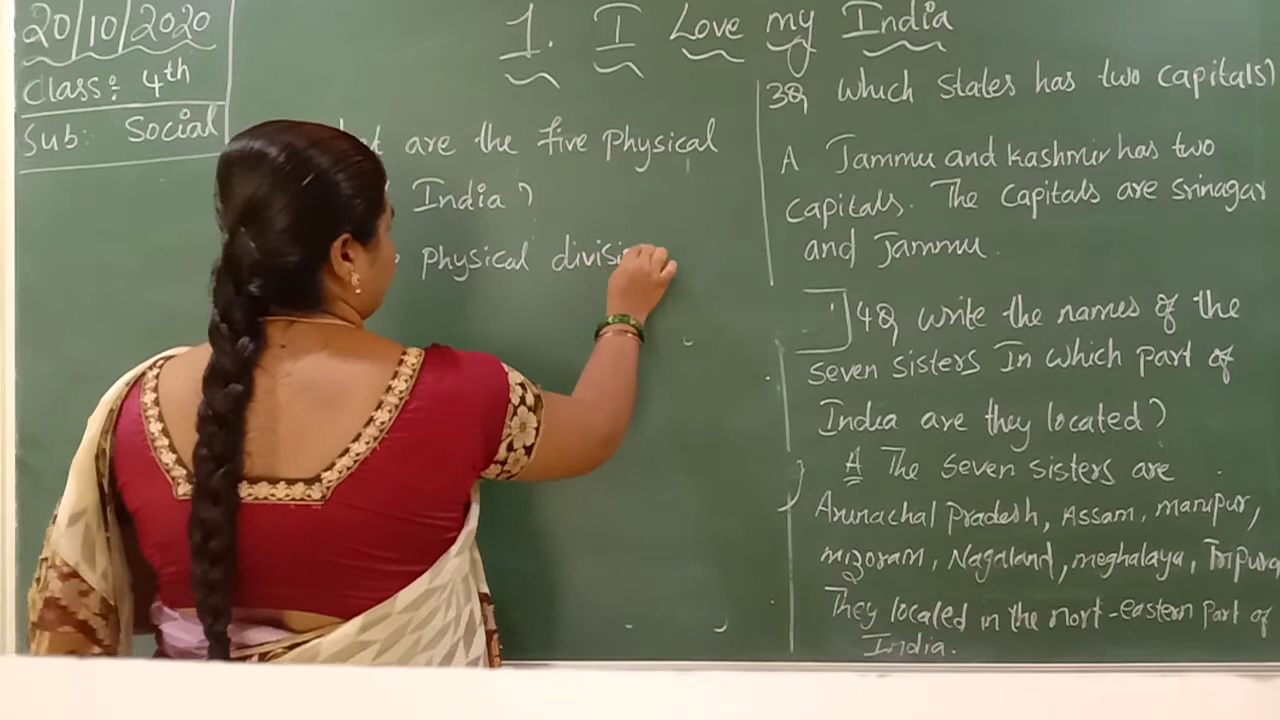 20/10/2020
Class: 4th
Sub: Social
1. I Love my India
are the five Physical
India?
Physical
3Q Which States has two capitals?
A Jammu and Kashmir has two
Capitals. The Capitals are Srinagar
and Jammu.
4Q Write the names of the
Seven Sisters In Which part of
India are they located?
A The Seven Sisters are
Arunachal Pradesh, Assam, manipur,
mizoram, Nagaland, meghalaya, Tripura
They located in the nort-eastern Part of
India.